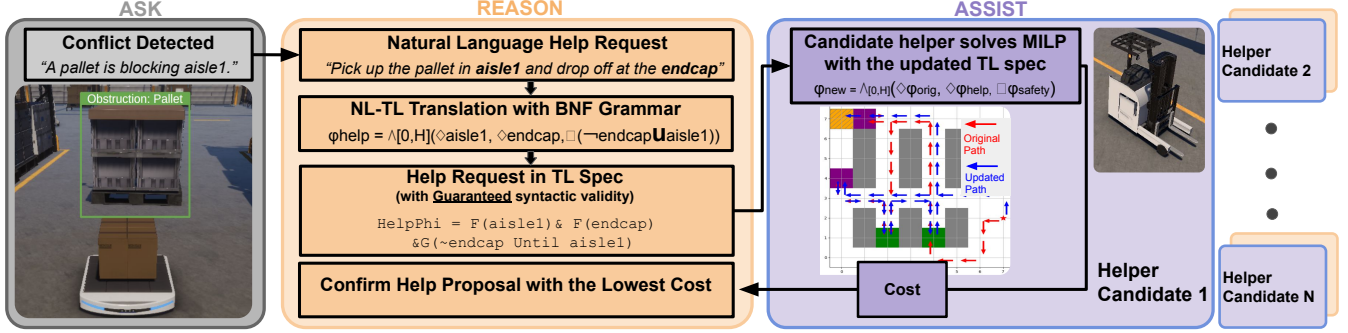 ASK
Conflict Detected
“A pallet is blocking aisle1.”
Obstruction: Pallet
REASON
Natural Language Help Request
“Pick up the pallet in aisle1 and drop off at the endcap”
NL-TL Translation with BNF Grammar
φhelp = ∧[0,H](♢aisle1, ♢endcap,□(¬endcapUaisle1))
Help Request in TL Spec
(with Guaranteed syntactic validity)
HelpPhi = F(aisle1)& F(endcap)
&G(~endcap Until aisle1)
Confirm Help Proposal with the Lowest Cost
ASSIST
Candidate helper solves MILP
with the updated TL spec
φnew = ∧[0,H](♢φorig, ♢φhelp, □φsafety)
Original
Path
Updated
Path
Cost
Helper
Candidate 1
Helper
Candidate 2
Helper
Candidate N